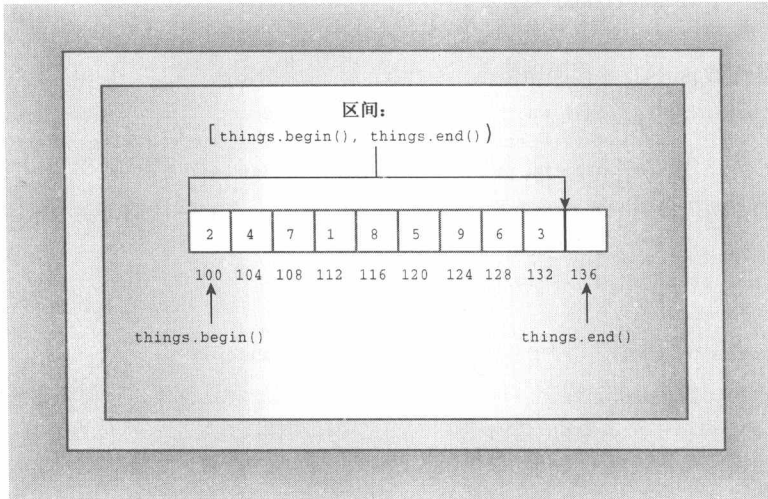 区间：
[things.begin(), things.end())
2 4 7 1 8 5 9 6 3
100 104 108 112 116 120 124 128 132 136
things.begin() things.end()